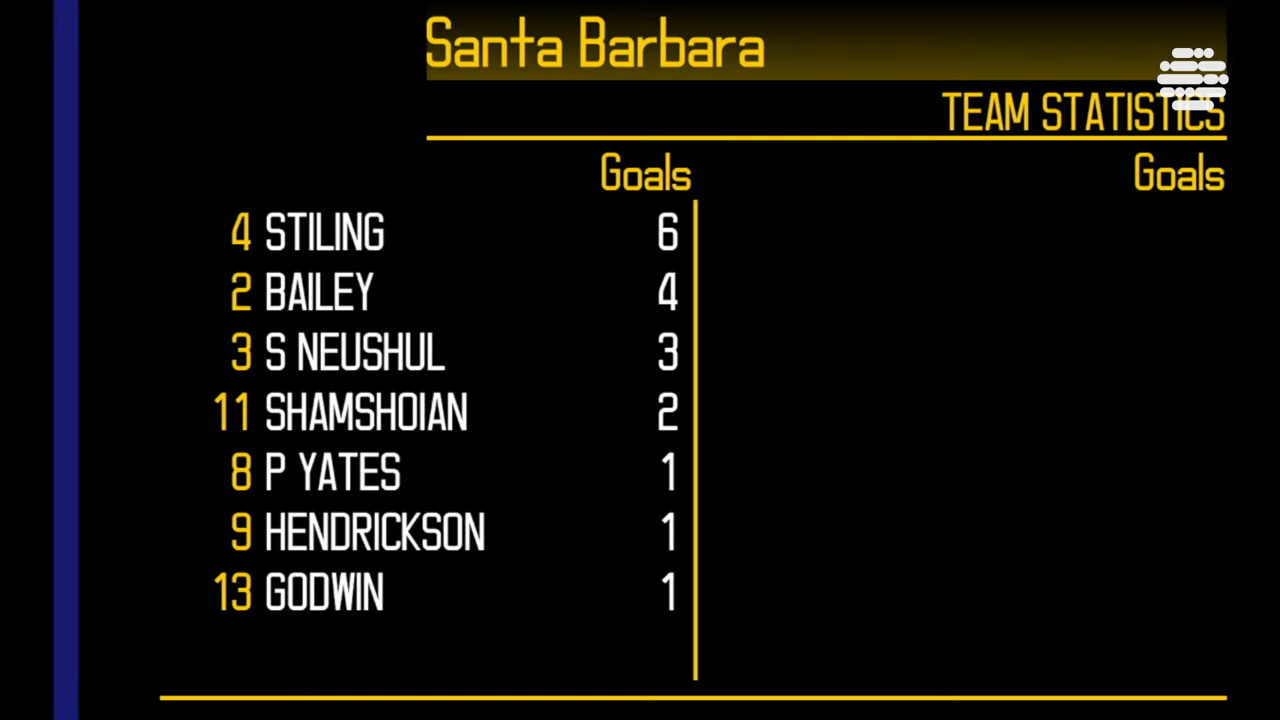 Santa Barbara
TEAM STATISTICS
Goals Goals
4 STILING 6
2 BAILEY 4
3 S NEUSHUL 3
11 SHAMSHOIAN 2
8 P YATES 1
9 HENDRICKSON 1
13 GODWIN 1